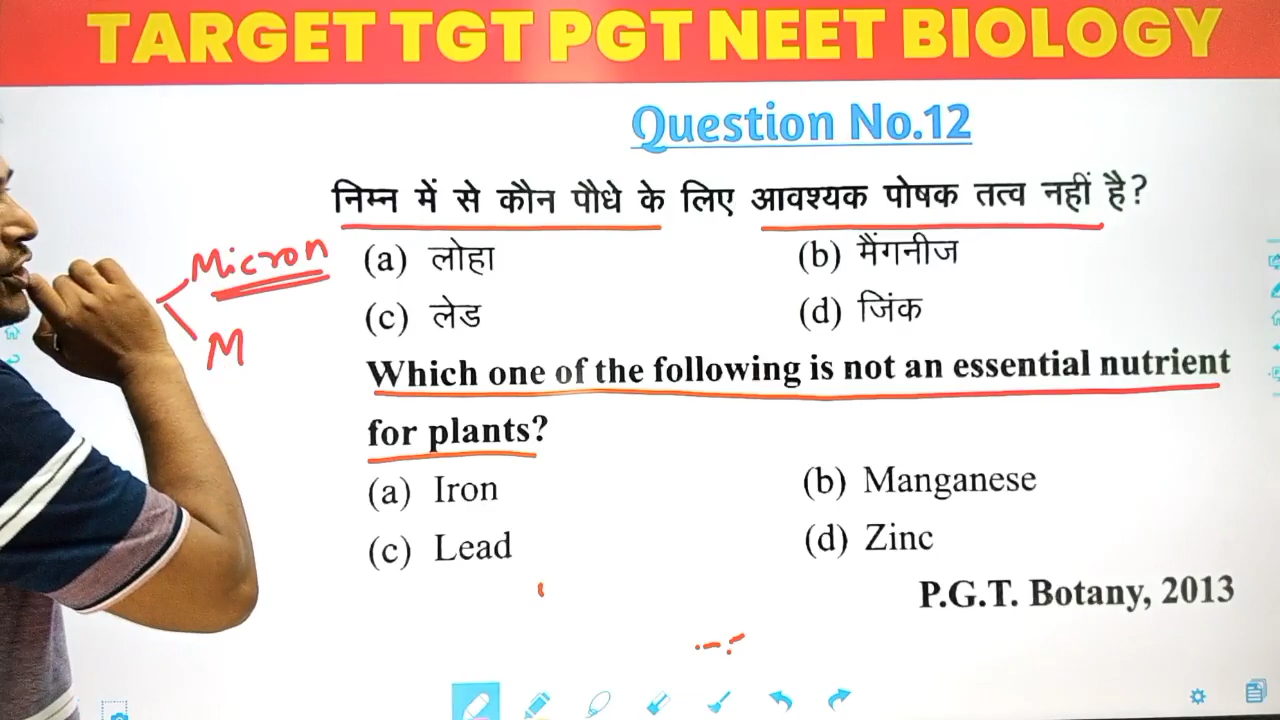 TARGET TGT PGT NEET BIOLOGY
Question No.12
निम्न में से कौन पौधे के लिए आवश्यक पोषक तत्व नहीं है?
(a) लोहा (b) मैंगनीज
Micron
(c) लेड (d) जिंक
M
Which one of the following is not an essential nutrient
for plants?
(a) Iron (b) Manganese
(c) Lead (d) Zinc
P.G.T. Botany, 2013